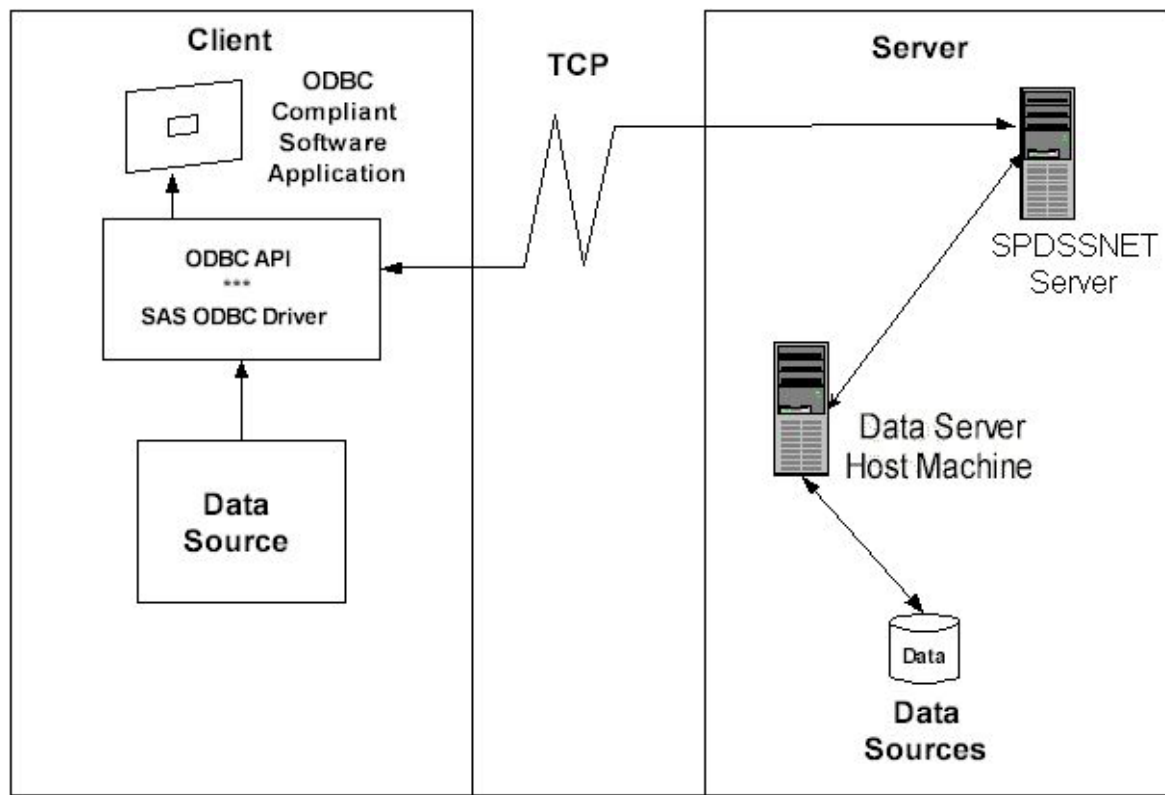 Client
ODBC
Compliant
Software
Application
ODBC API
***
SAS ODBC Driver
Data
Source
TCP
Server
SPDSSNET
Server
Data Server
Host Machine
Data
Data
Sources